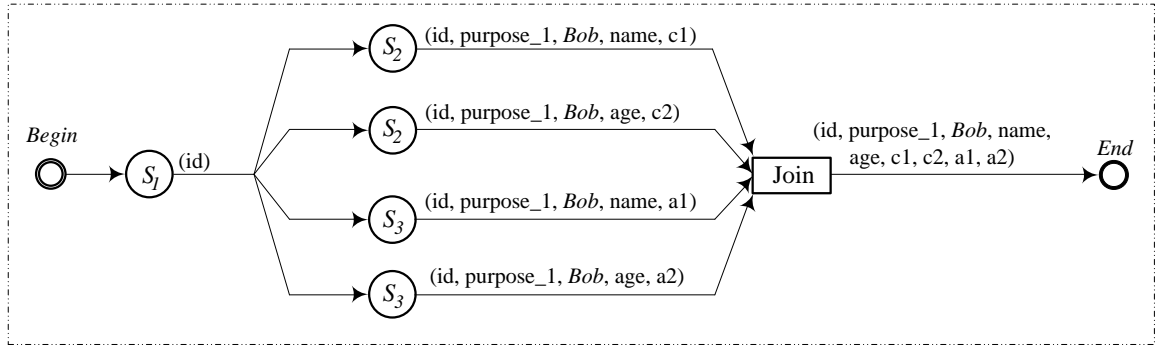 Begin
S1
(id)
S2
(id, purpose_1, Bob, name, c1)
S2
(id, purpose_1, Bob, age, c2)
S3
(id, purpose_1, Bob, name, a1)
S3
(id, purpose_1, Bob, age, a2)
Join
(id, purpose_1, Bob, name,
age, c1, c2, a1, a2)
End